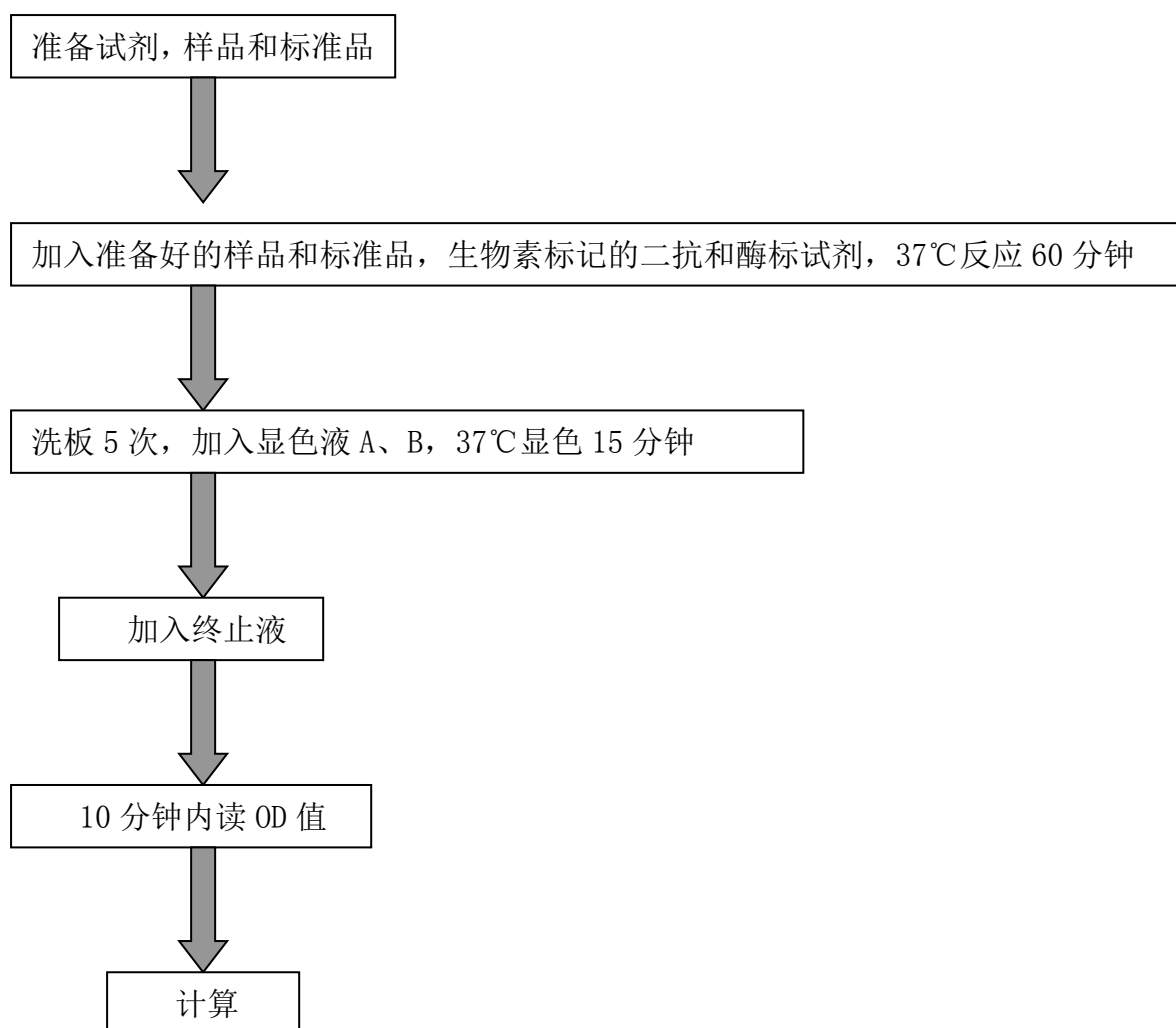 准备试剂，样品和标准品
加入准备好的样品和标准品，生物素标记的二抗和酶标试剂，37℃反应 60 分钟
洗板 5 次，加入显色液 A、B，37℃显色 15 分钟
加入终止液
10 分钟内读 OD 值
计算